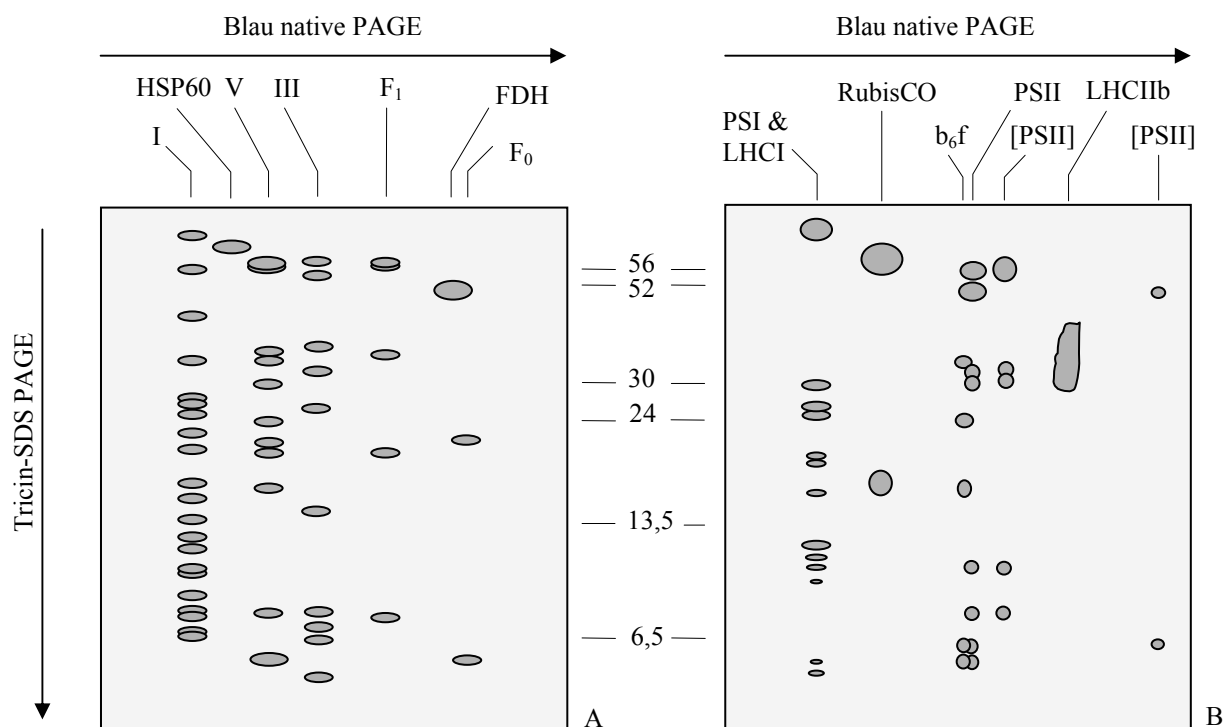 Blau native PAGE
HSP60 V III F₁ FDH
I F₀
Tricin-SDS PAGE
A
56
52
30
24
13,5
6,5
Blau native PAGE
RubisCO PSII LHCIIb
PSI & b₆f [PSII] [PSII]
LHCI
B